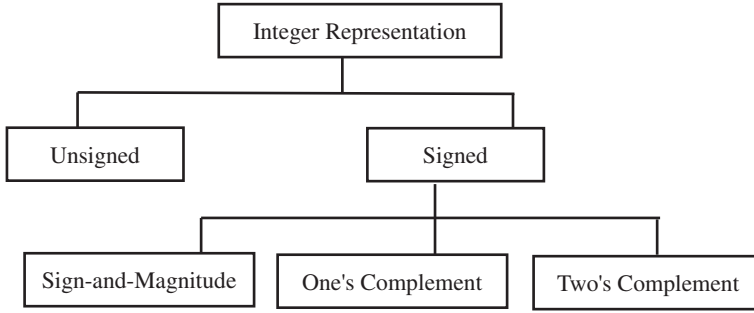 Integer Representation
Unsigned
Signed
Sign-and-Magnitude
One's Complement
Two's Complement